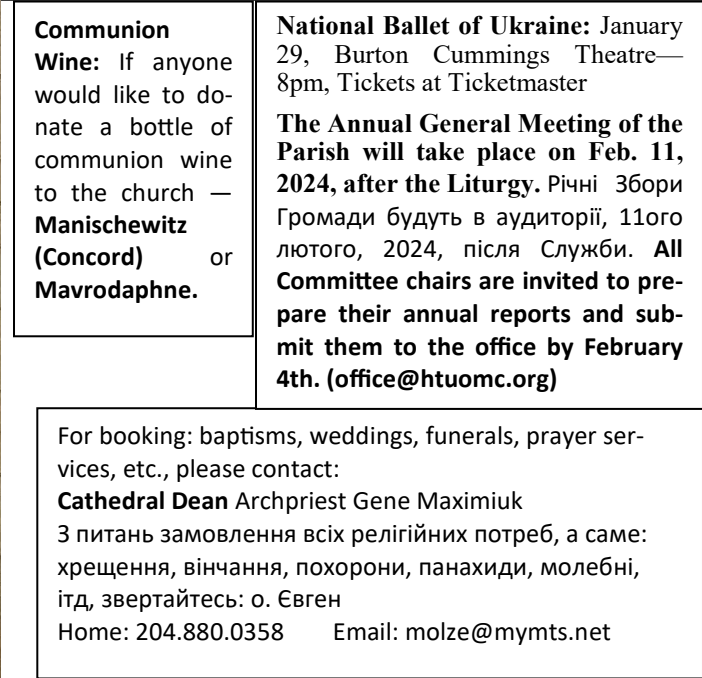 Communion
Wine: If anyone
would like to do-
nate a bottle of
communion wine
to the church —
Manischewitz
(Concord) or
Mavrodaphne.
National Ballet of Ukraine: January
29, Burton Cummings Theatre—
8pm, Tickets at Ticketmaster
The Annual General Meeting of the
Parish will take place on Feb. 11,
2024, after the Liturgy. Річні Збори
Громади будуть в аудиторії, 11ого
лютого, 2024, після Служби. All
Committee chairs are invited to pre-
pare their annual reports and sub-
mit them to the office by February
4th. (office@htuomc.org)
For booking: baptisms, weddings, funerals, prayer ser-
vices, etc., please contact:
Cathedral Dean Archpriest Gene Maximiuk
З питань замовлення всіх релігійних потреб, а саме:
хрещення, вінчання, похорони, панахиди, молебні,
ітд, звертайтесь: о. Євген
Home: 204.880.0358 Email: molze@mymts.net